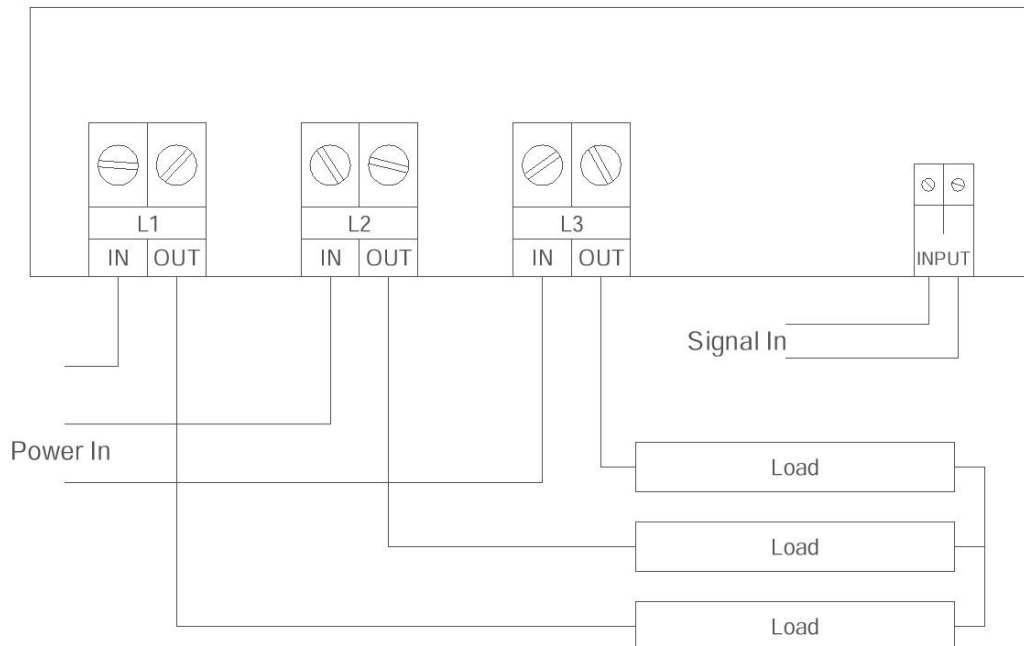 L1 L2 L3
IN OUT IN OUT IN OUT INPUT
Signal In
Power In
Load
Load
Load